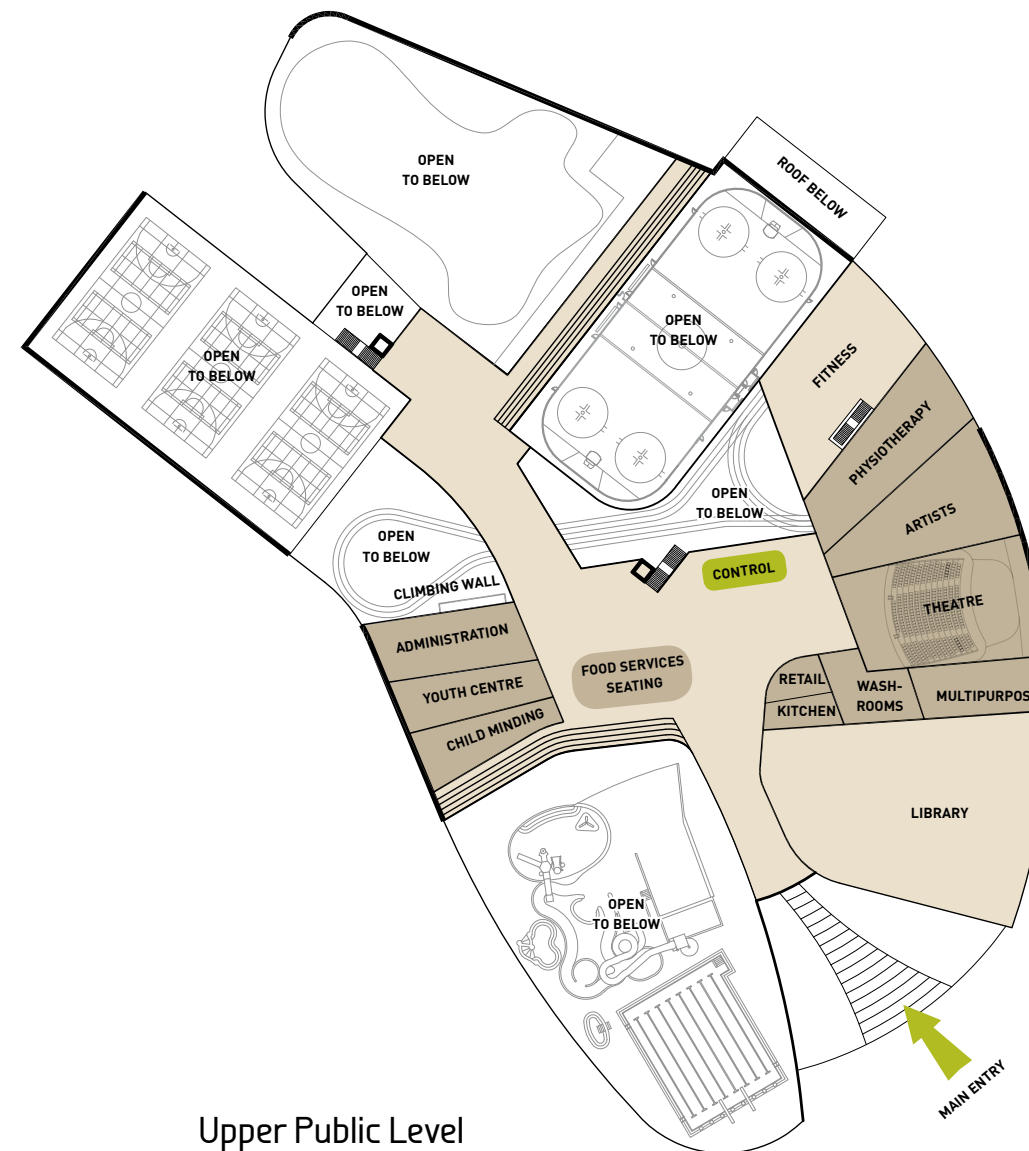 OPEN
TO BELOW
ROOF BELOW
OPEN
TO BELOW
OPEN
TO BELOW
OPEN
TO BELOW
FITNESS
PHYSIOTHERAPY
OPEN
TO BELOW
ARTISTS
OPEN
TO BELOW
CONTROL
CLIMBING WALL
THEATRE
ADMINISTRATION
FOOD SERVICES
SEATING
YOUTH CENTRE
RETAIL
WASH-
ROOMS
MULTIPURPOS
KITCHEN
CHILD MINDING
LIBRARY
OPEN
TO BELOW
MAIN ENTRY
Upper Public Level